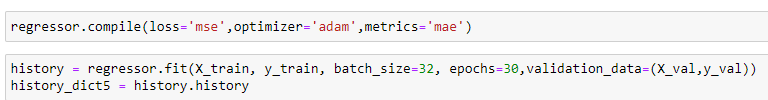 regressor.compile(loss='mse',optimizer='adam',metrics='mae')
history = regressor.fit(X_train, y_train, batch_size=32, epochs=30,validation_data=(X_val,y_val))
history_dict5 = history.history